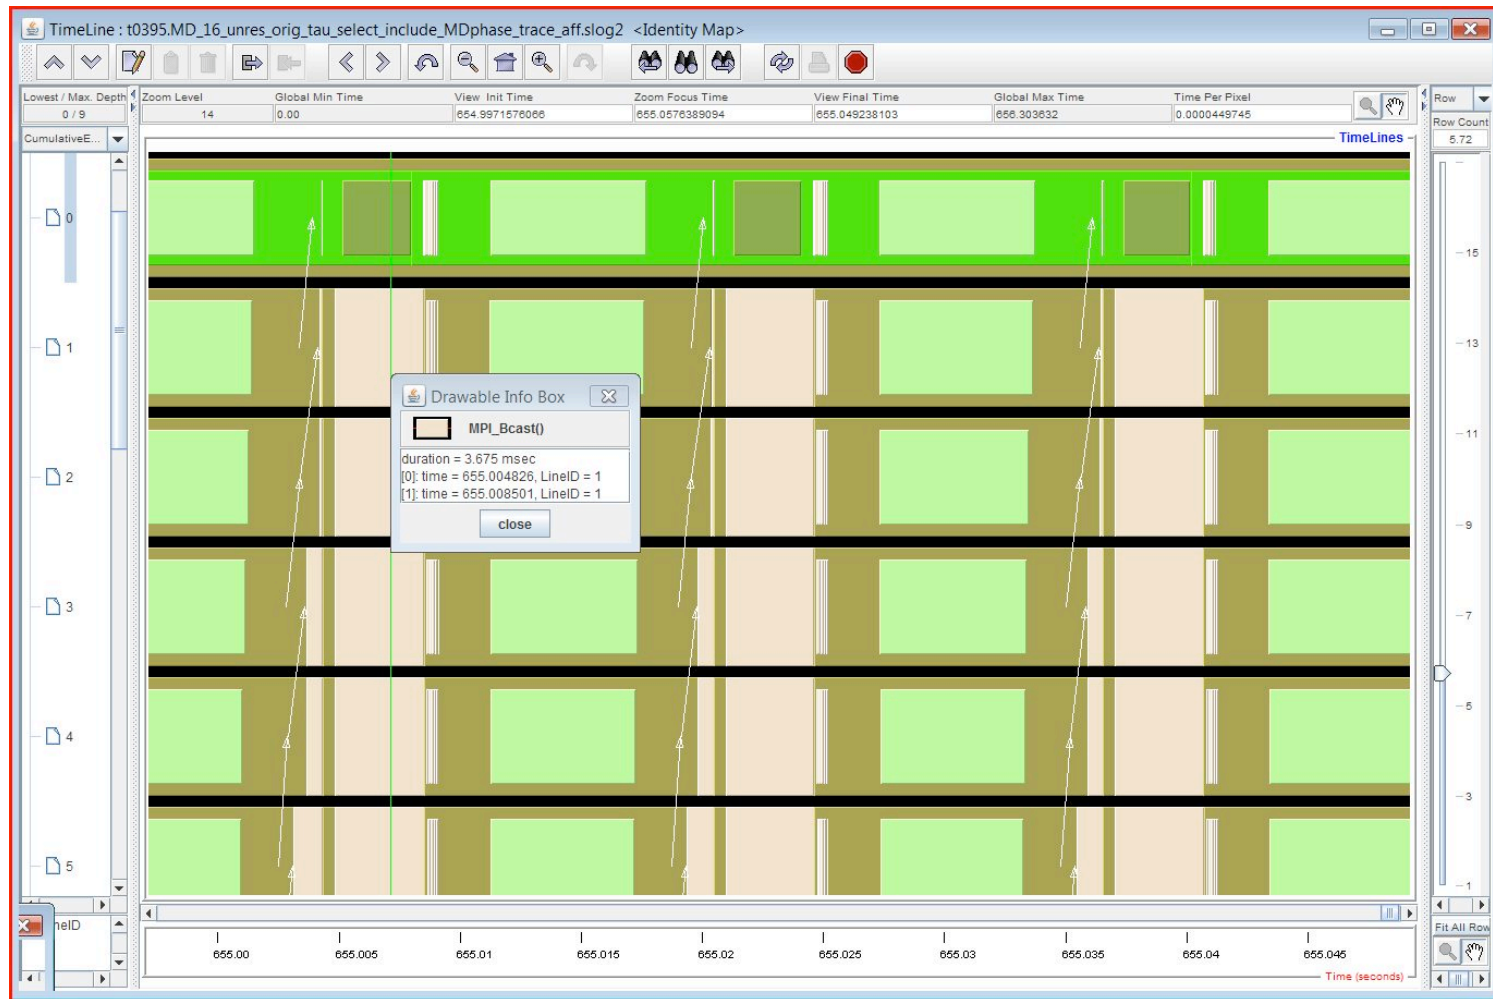 TimeLine : t0395.MD_16_unres_orig_tau_select_include_MDphase_trace_aff.slog2 <Identity Map>
Lowest / Max. Depth
0 / 9
Zoom Level
14
Global Min Time
0.00
View Init Time
654.9971576066
Zoom Focus Time
655.0576389094
View Final Time
655.049238103
Global Max Time
656.303632
Time Per Pixel
0.0000449745
Row
Row Count
5.72
CumulativeE...
TimeLines
0
1
2
3
4
5
Drawable Info Box
MPI_Bcast()
duration = 3.675 msec
[0]: time = 655.004826, LineID = 1
[1]: time = 655.008501, LineID = 1
close
15
13
11
9
7
5
3
1
neID
655.00
655.005
655.01
655.015
655.02
655.025
655.03
655.035
655.04
655.045
Time (seconds)
Fit All Row